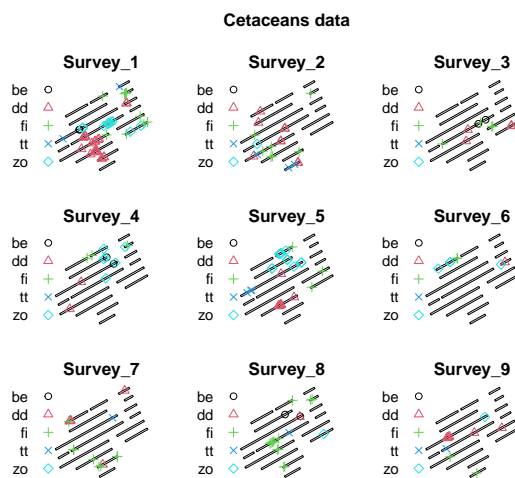 Cetaceans data
Survey_1
be
dd
fi
tt
zo
Survey_2
be
dd
fi
tt
zo
Survey_3
be
dd
fi
tt
zo
Survey_4
be
dd
fi
tt
zo
Survey_5
be
dd
fi
tt
zo
Survey_6
be
dd
fi
tt
zo
Survey_7
be
dd
fi
tt
zo
Survey_8
be
dd
fi
tt
zo
Survey_9
be
dd
fi
tt
zo